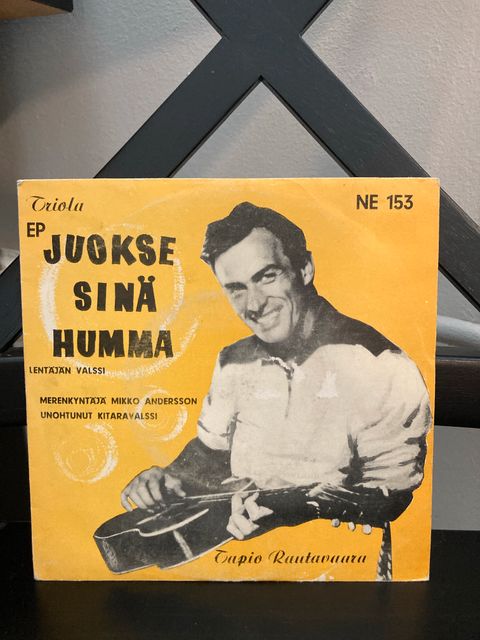 Triola
NE 153
EP
JUOKSE
SINÄ
HUMMA
LENTÄJÄN VALSSI
MERENKYNTÄJÄ MIKKO ANDERSSON
UNOHTUNUT KITARAVALSSI
Tapio Rautavaara